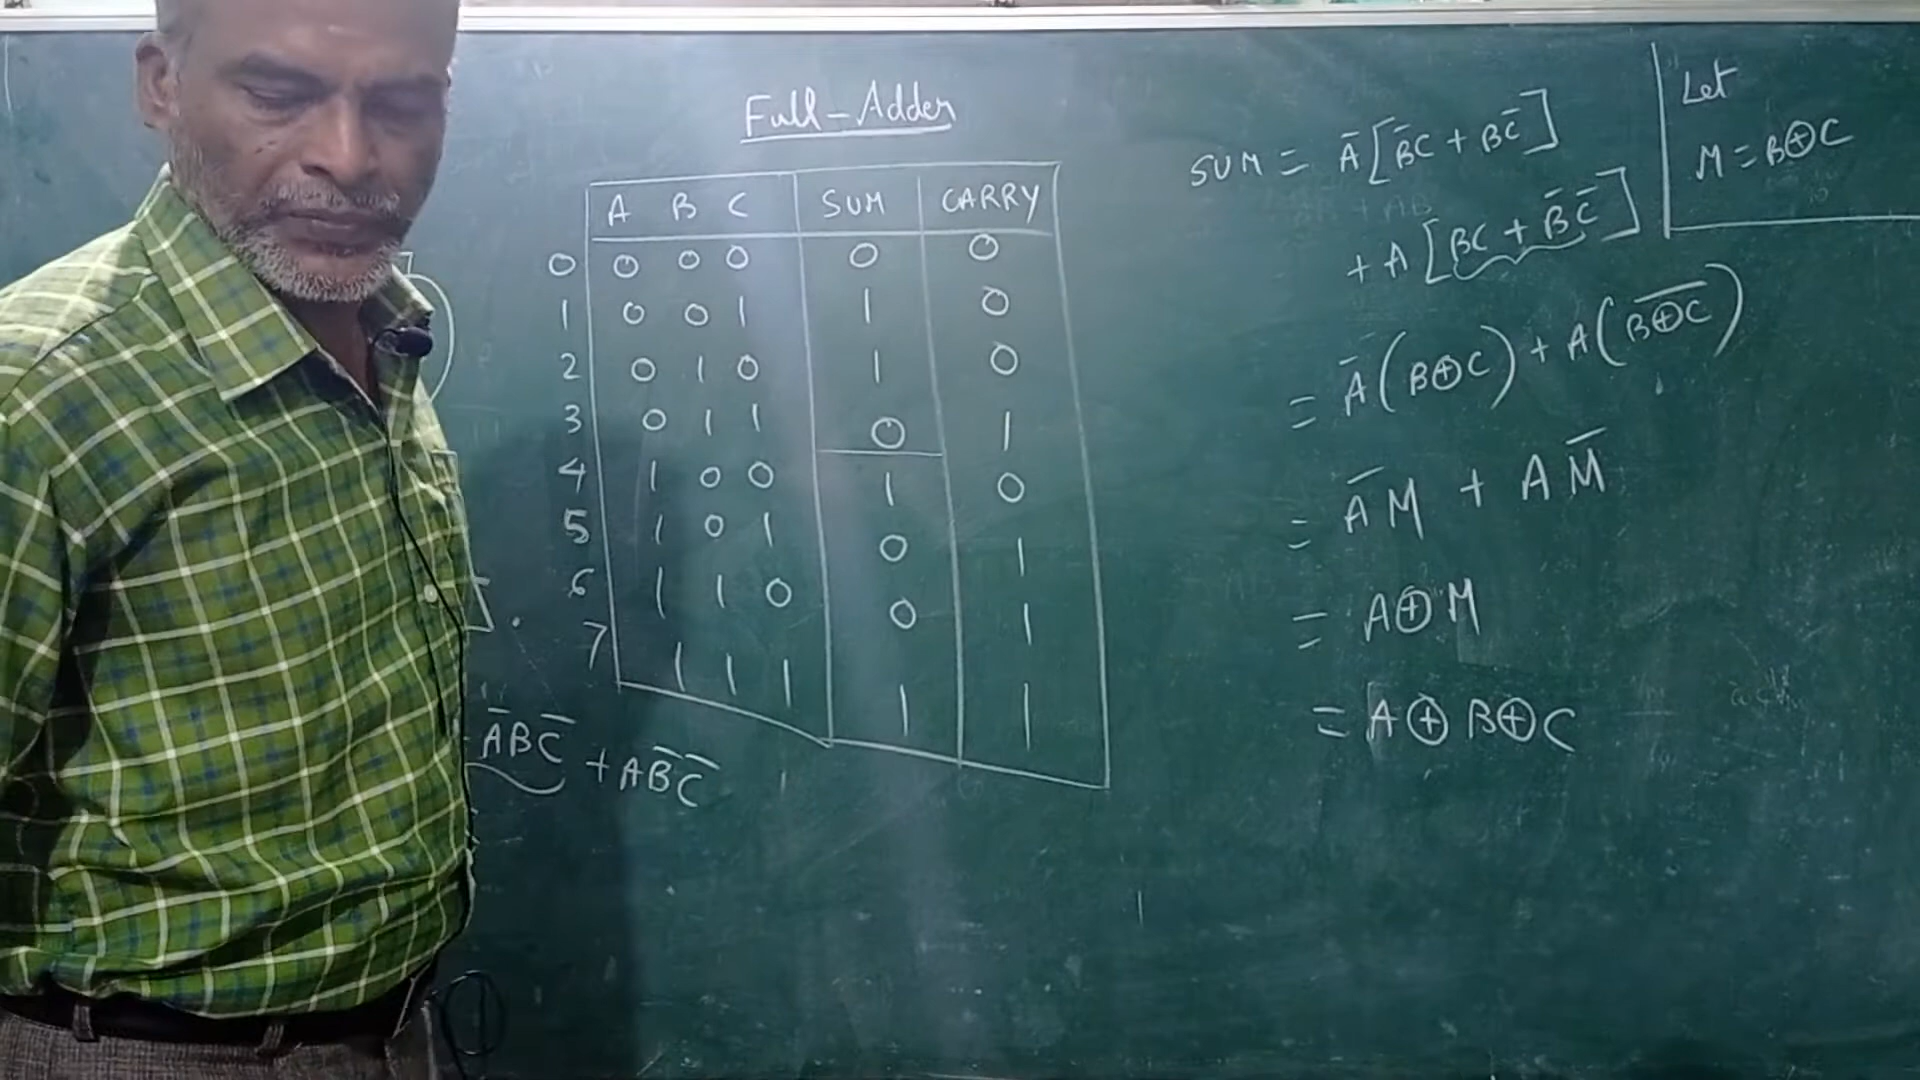 Full-Adder
A B C SUM CARRY
0 0 0 0 0 0
1 0 0 1 1 0
2 0 1 0 1 0
3 0 1 1 0 1
4 1 0 0 1 0
5 1 0 1 0 1
6 1 1 0 0 1
7 1 1 1 1 1
A̅BC̅ + AB̅C̅
SUM = A̅[B̅C + BC̅]
+ A[BC + B̅C̅]
= A̅(B⊕C) + A(B̅⊕̅C̅)
= A̅M + AM̅
= A⊕M
= A⊕B⊕C
Let
M = B⊕C